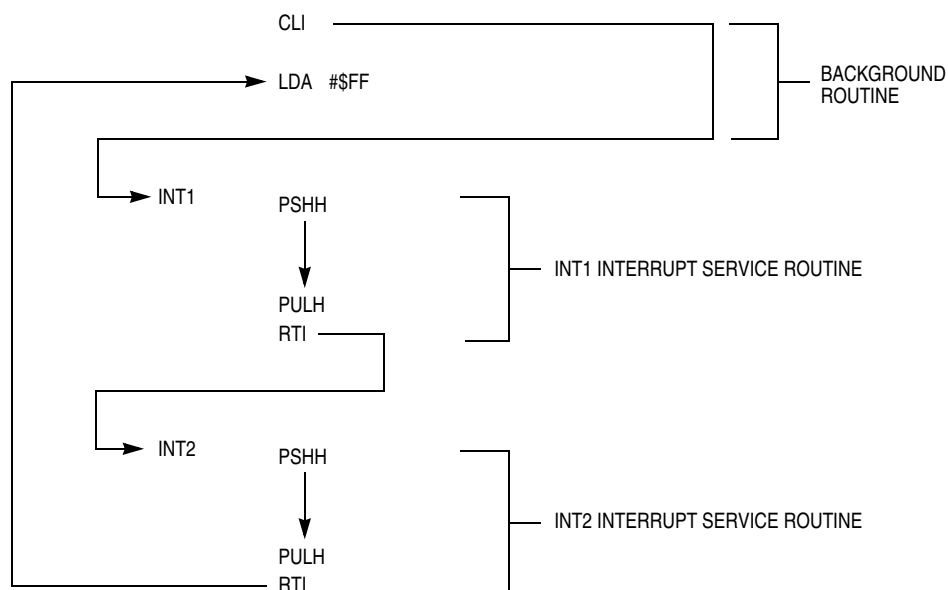 CLI
LDA #$FF
BACKGROUND
ROUTINE
INT1
PSHH
INT1 INTERRUPT SERVICE ROUTINE
PULH
RTI
INT2
PSHH
INT2 INTERRUPT SERVICE ROUTINE
PULH
RTI